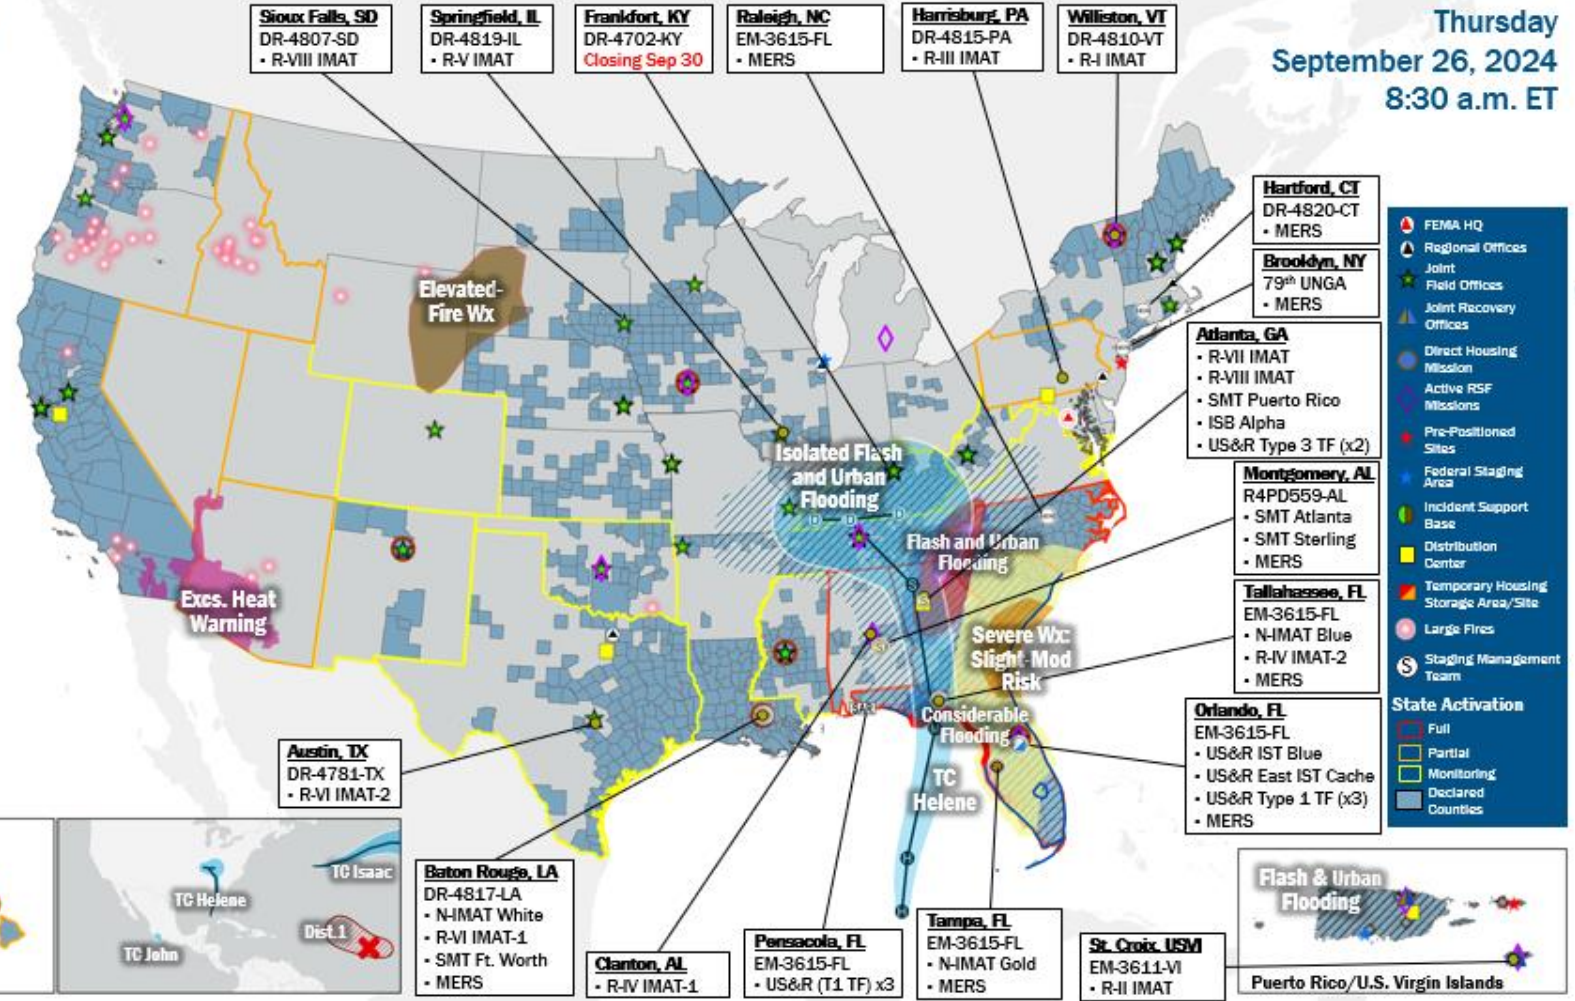 Thursday
September 26, 2024
8:30 a.m. ET
Sioux Falls, SD
DR-4807-SD
• R-VIII IMAT
Springfield, IL
DR-4819-IL
• R-V IMAT
Frankfort, KY
DR-4702-KY
Closing Sep 30
Raleigh, NC
EM-3615-FL
• MERS
Harrisburg, PA
DR-4815-PA
• R-III IMAT
Williston, VT
DR-4810-VT
• R-I IMAT
Hartford, CT
DR-4820-CT
• MERS
Brooklyn, NY
79th UNGA
• MERS
Atlanta, GA
• R-VII IMAT
• R-VIII IMAT
• SMT Puerto Rico
• ISB Alpha
• US&R Type 3 TF (x2)
Montgomery, AL
R4PD559-AL
• SMT Atlanta
• SMT Sterling
• MERS
Tallahassee, FL
EM-3615-FL
• N-IMAT Blue
• R-IV IMAT-2
• MERS
Orlando, FL
EM-3615-FL
• US&R IST Blue
• US&R East IST Cache
• US&R Type 1 TF (x3)
• MERS
FEMA HQ
Regional Offices
Joint
Field Offices
Joint Recovery
Offices
Direct Housing
Mission
Active RSF
Missions
Pre-Positioned
Sites
Federal Staging
Area
Incident Support
Base
Distribution
Center
Temporary Housing
Storage Area/Site
Large Fires
S
Staging Management
Team
State Activation
Full
Partial
Monitoring
Declared
Counties
Elevated-
Fire Wx
Isolated Flash
and Urban
Flooding
D D D
Flash and Urban
Flooding
S
S
Excs. Heat
Warning
Severe Wx:
Slight-Mod
Risk
Considerable
Flooding
TC
Helene
H
H
Austin, TX
DR-4781-TX
• R-VI IMAT-2
Baton Rouge, LA
DR-4817-LA
• N-IMAT White
• R-VI IMAT-1
• SMT Ft. Worth
• MERS
Clanton, AL
• R-IV IMAT-1
Pensacola, FL
EM-3615-FL
• US&R (T1 TF) x3
Tampa, FL
EM-3615-FL
• N-IMAT Gold
• MERS
St. Croix, USVI
EM-3611-VI
• R-II IMAT
TC Isaac
TC Helene
Dist.1
TC John
Flash & Urban
Flooding
Puerto Rico/U.S. Virgin Islands